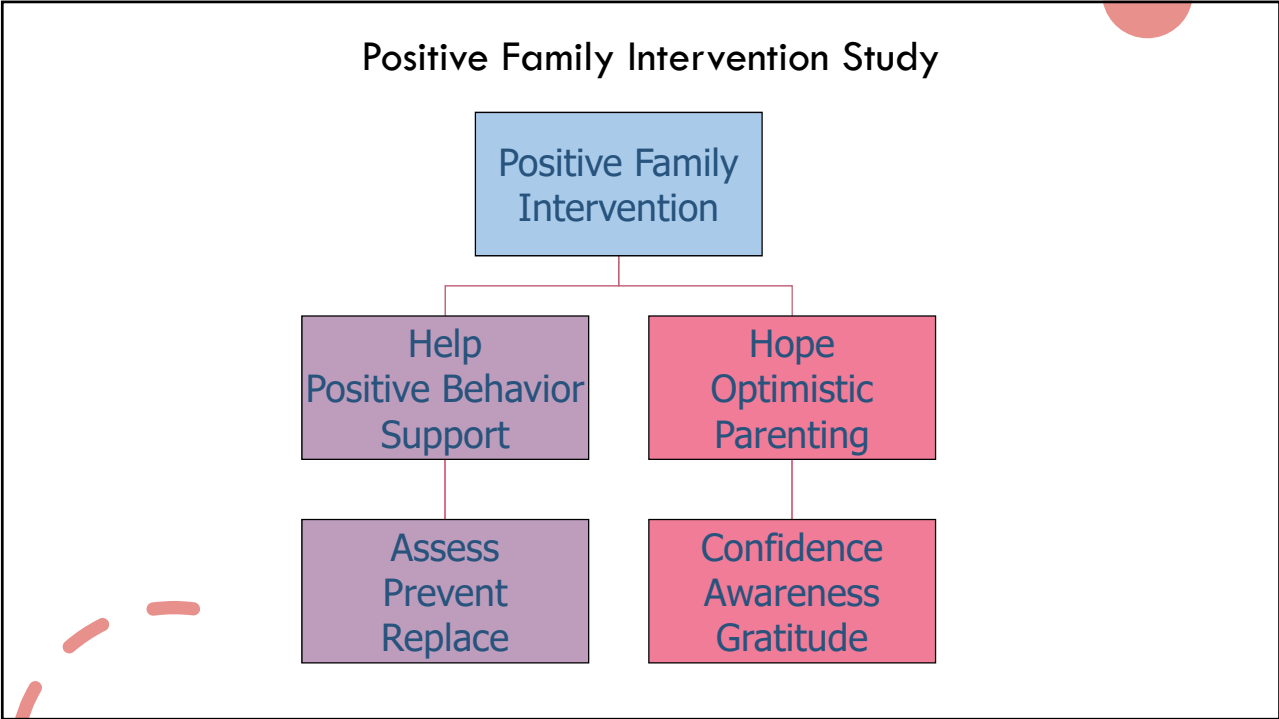 Positive Family Intervention Study
Positive Family
Intervention
Help
Positive Behavior
Support
Hope
Optimistic
Parenting
Assess
Prevent
Replace
Confidence
Awareness
Gratitude